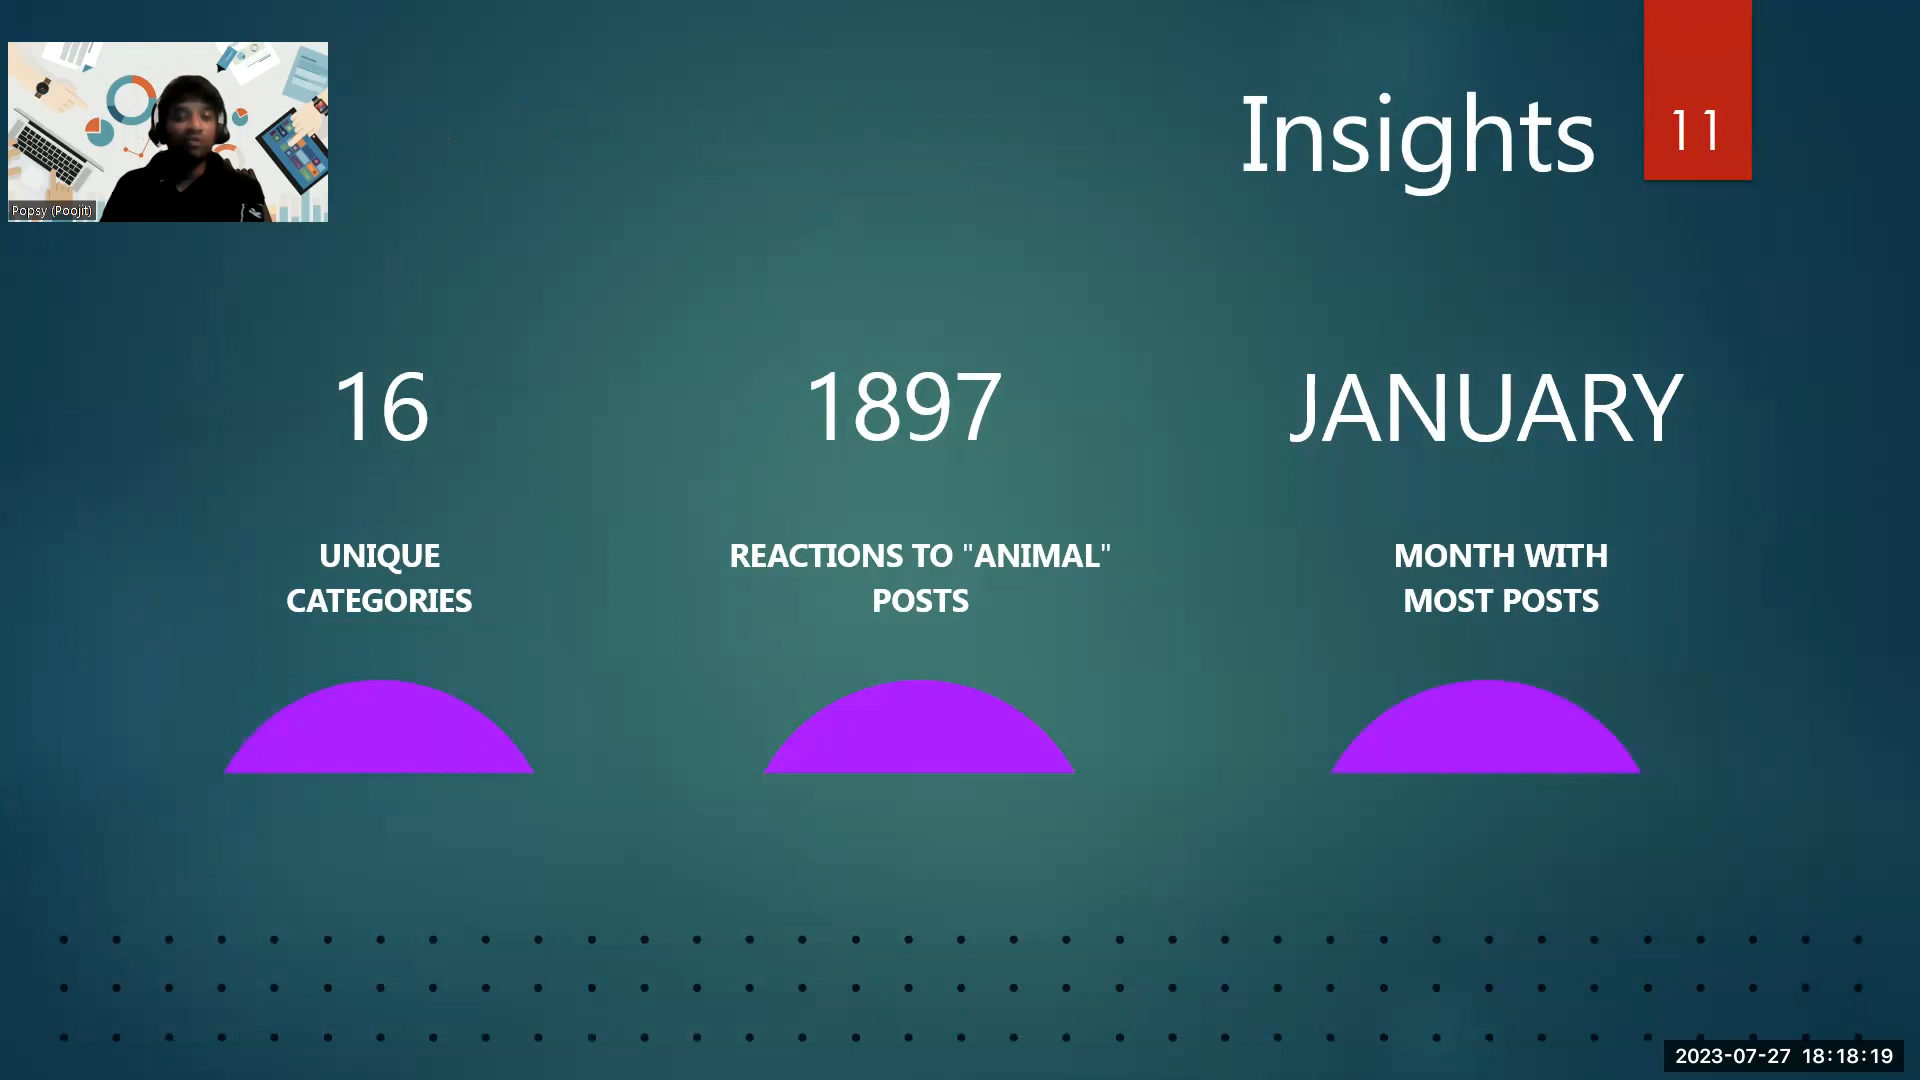 Popsy (Poojit)
Insights
11
16
1897
JANUARY
UNIQUE
CATEGORIES
REACTIONS TO "ANIMAL"
POSTS
MONTH WITH
MOST POSTS
2023-07-27 18:18:19